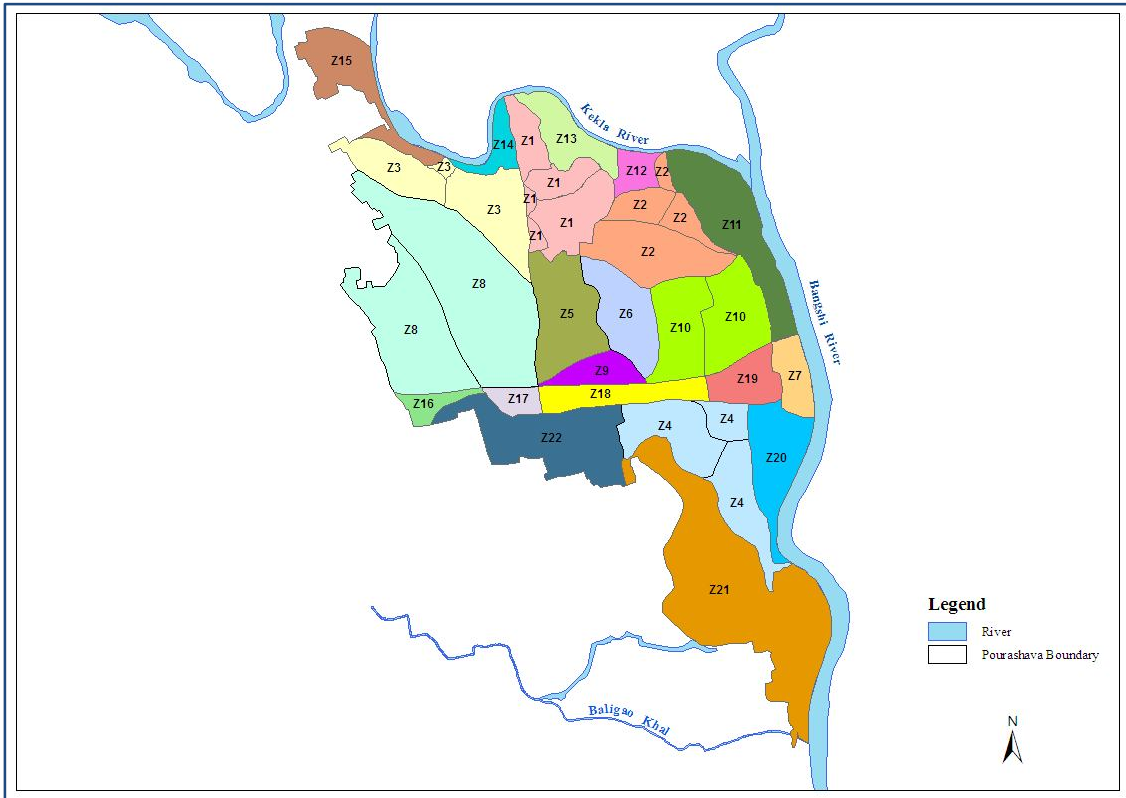 Z15
Kekla River
Z14
Z1
Z13
Z3
Z3
Z12
Z2
Z1
Z1
Z2
Z3
Z2
Z1
Z11
Z1
Z2
Z8
Z5
Z6
Z10
Z10
Z8
Bangshi River
Z9
Z19
Z7
Z18
Z17
Z16
Z4
Z4
Z22
Z20
Z4
Z21
Legend
River
Pourashava Boundary
Baligao Khal
N